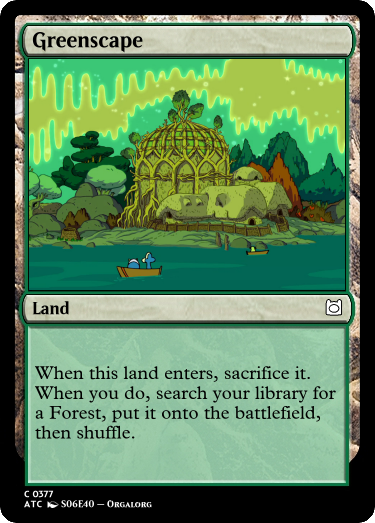 Greenscape
Land
When this land enters, sacrifice it.
When you do, search your library for
a Forest, put it onto the battlefield,
then shuffle.
C 0377
ATC S06E40 – Orgalorg